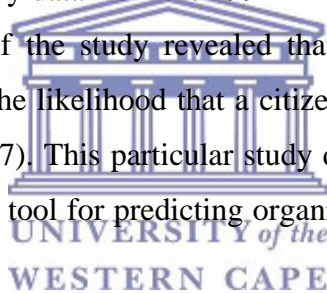 y data
f the study revealed tha
he likelihood that a citize
7). This particular study
tool for predicting organi
UNIVERSITY of the
WESTERN CAPE